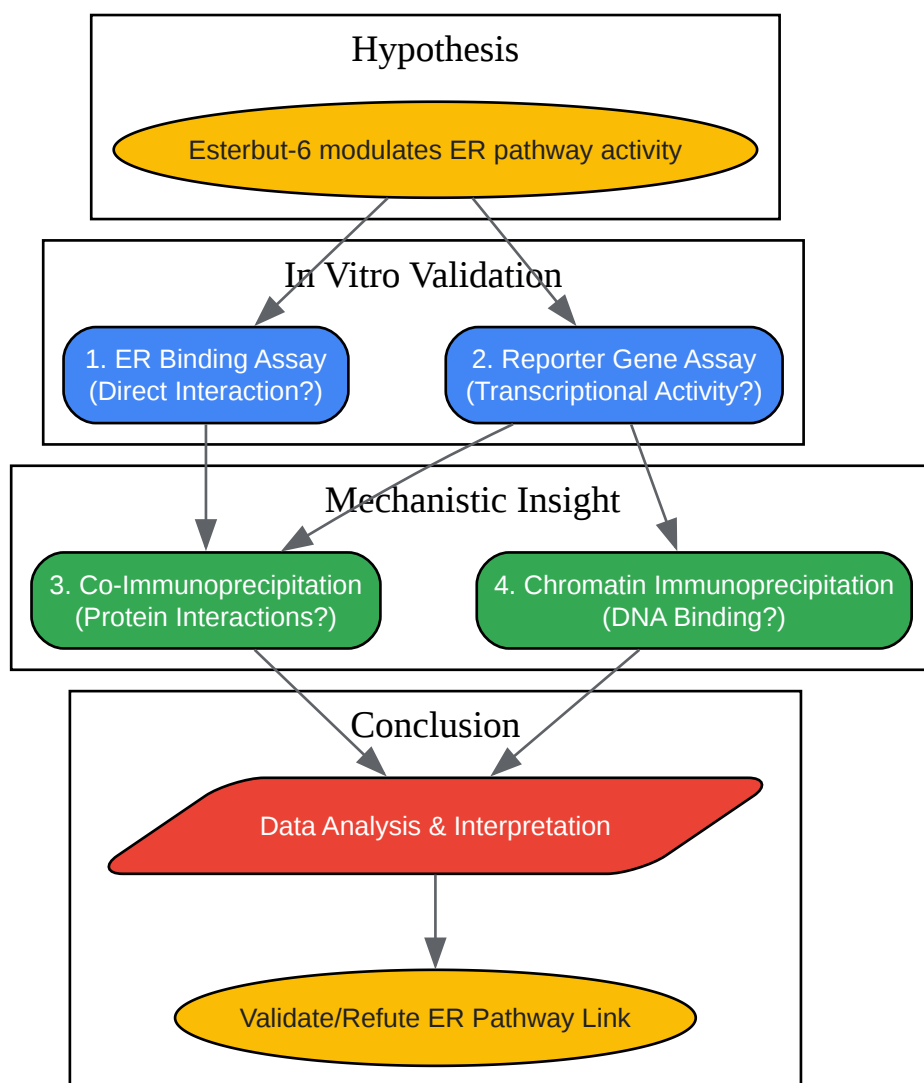 Hypothesis
Esterbut-6 modulates ER pathway activity
In Vitro Validation
1. ER Binding Assay
(Direct Interaction?)
2. Reporter Gene Assay
(Transcriptional Activity?)
Mechanistic Insight
3. Co-Immunoprecipitation
(Protein Interactions?)
4. Chromatin Immunoprecipitation
(DNA Binding?)
Conclusion
Data Analysis & Interpretation
Validate/Refute ER Pathway Link